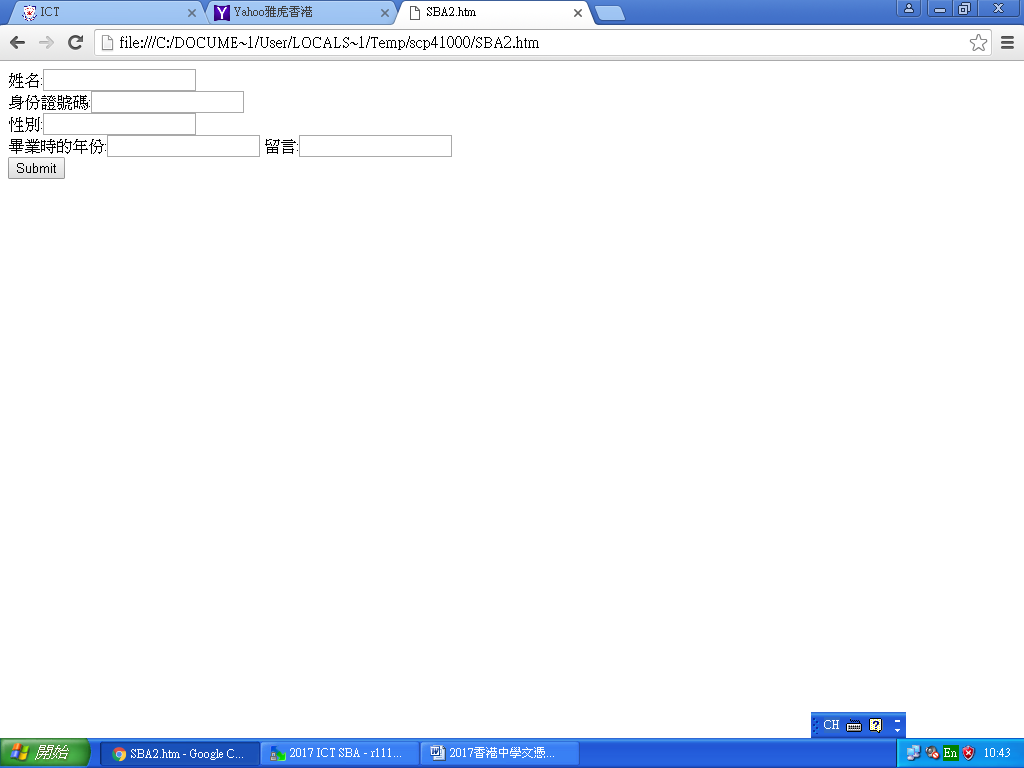 ICT
Yahoo雅虎香港
SBA2.htm
file:///C:/DOCUME~1/User/LOCALS~1/Temp/scp41000/SBA2.htm
姓名:
身份證號碼:
性別:
畢業時的年份: 留言:
Submit
CH
開始
SBA2.htm - Google C...
2017 ICT SBA - r111...
2017香港中學文憑...
En
10:43